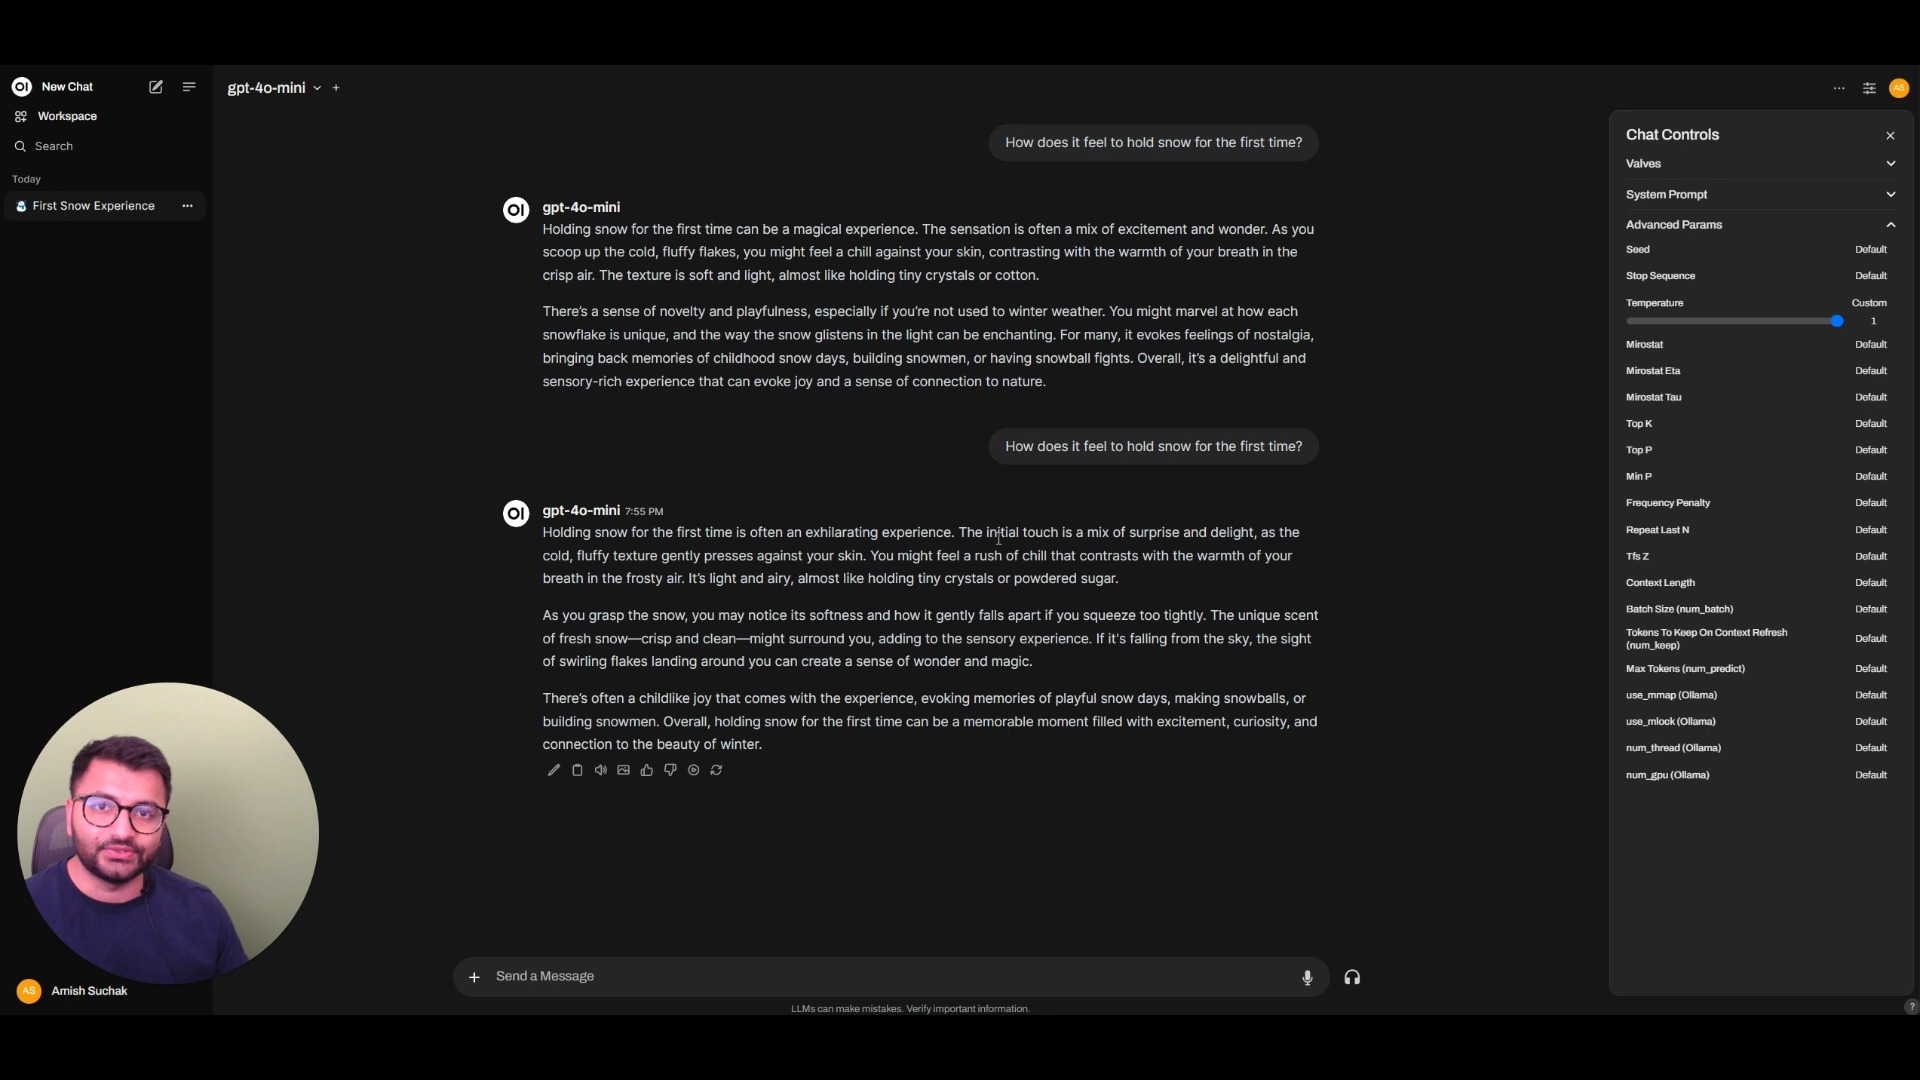 OI New Chat
Workspace
Search
Today
First Snow Experience
gpt-4o-mini
AS
How does it feel to hold snow for the first time?
OI gpt-4o-mini
Holding snow for the first time can be a magical experience. The sensation is often a mix of excitement and wonder. As you
scoop up the cold, fluffy flakes, you might feel a chill against your skin, contrasting with the warmth of your breath in the
crisp air. The texture is soft and light, almost like holding tiny crystals or cotton.
There's a sense of novelty and playfulness, especially if you're not used to winter weather. You might marvel at how each
snowflake is unique, and the way the snow glistens in the light can be enchanting. For many, it evokes feelings of nostalgia,
bringing back memories of childhood snow days, building snowmen, or having snowball fights. Overall, it's a delightful and
sensory-rich experience that can evoke joy and a sense of connection to nature.
How does it feel to hold snow for the first time?
OI gpt-4o-mini 7:55 PM
Holding snow for the first time is often an exhilarating experience. The initial touch is a mix of surprise and delight, as the
cold, fluffy texture gently presses against your skin. You might feel a rush of chill that contrasts with the warmth of your
breath in the frosty air. It's light and airy, almost like holding tiny crystals or powdered sugar.
As you grasp the snow, you may notice its softness and how it gently falls apart if you squeeze too tightly. The unique scent
of fresh snow—crisp and clean—might surround you, adding to the sensory experience. If it's falling from the sky, the sight
of swirling flakes landing around you can create a sense of wonder and magic.
There's often a childlike joy that comes with the experience, evoking memories of playful snow days, making snowballs, or
building snowmen. Overall, holding snow for the first time can be a memorable moment filled with excitement, curiosity, and
connection to the beauty of winter.
Send a Message
LLMs can make mistakes. Verify important information.
AS Amish Suchak
Chat Controls
Valves
System Prompt
Advanced Params
Seed Default
Stop Sequence Default
Temperature Custom
1
Mirostat Default
Mirostat Eta Default
Mirostat Tau Default
Top K Default
Top P Default
Min P Default
Frequency Penalty Default
Repeat Last N Default
Tfs Z Default
Context Length Default
Batch Size (num_batch) Default
Tokens To Keep On Context Refresh
(num_keep) Default
Max Tokens (num_predict) Default
use_mmap (Ollama) Default
use_mlock (Ollama) Default
num_thread (Ollama) Default
num_gpu (Ollama) Default
?